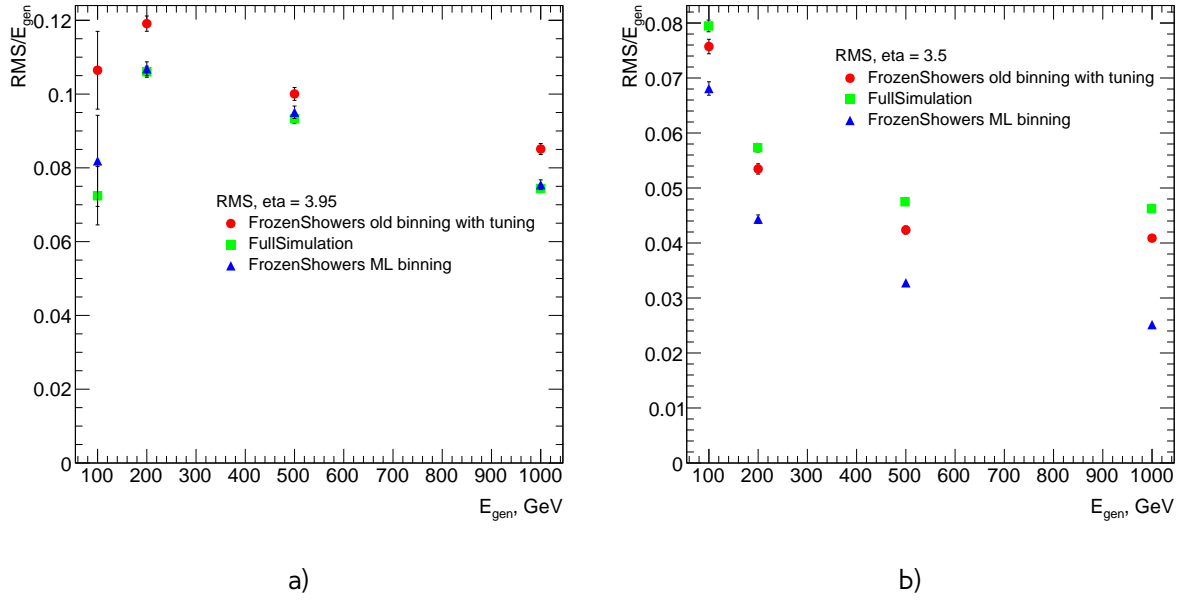 RMS/E_gen
0.12
0.1
0.08
0.06
0.04
0.02
0
RMS, eta = 3.95
FrozenShowers old binning with tuning
FullSimulation
FrozenShowers ML binning
100 200 300 400 500 600 700 800 900 1000
E_gen, GeV
a)
RMS/E_gen
0.08
0.07
0.06
0.05
0.04
0.03
0.02
0.01
0
RMS, eta = 3.5
FrozenShowers old binning with tuning
FullSimulation
FrozenShowers ML binning
100 200 300 400 500 600 700 800 900 1000
E_gen, GeV
b)